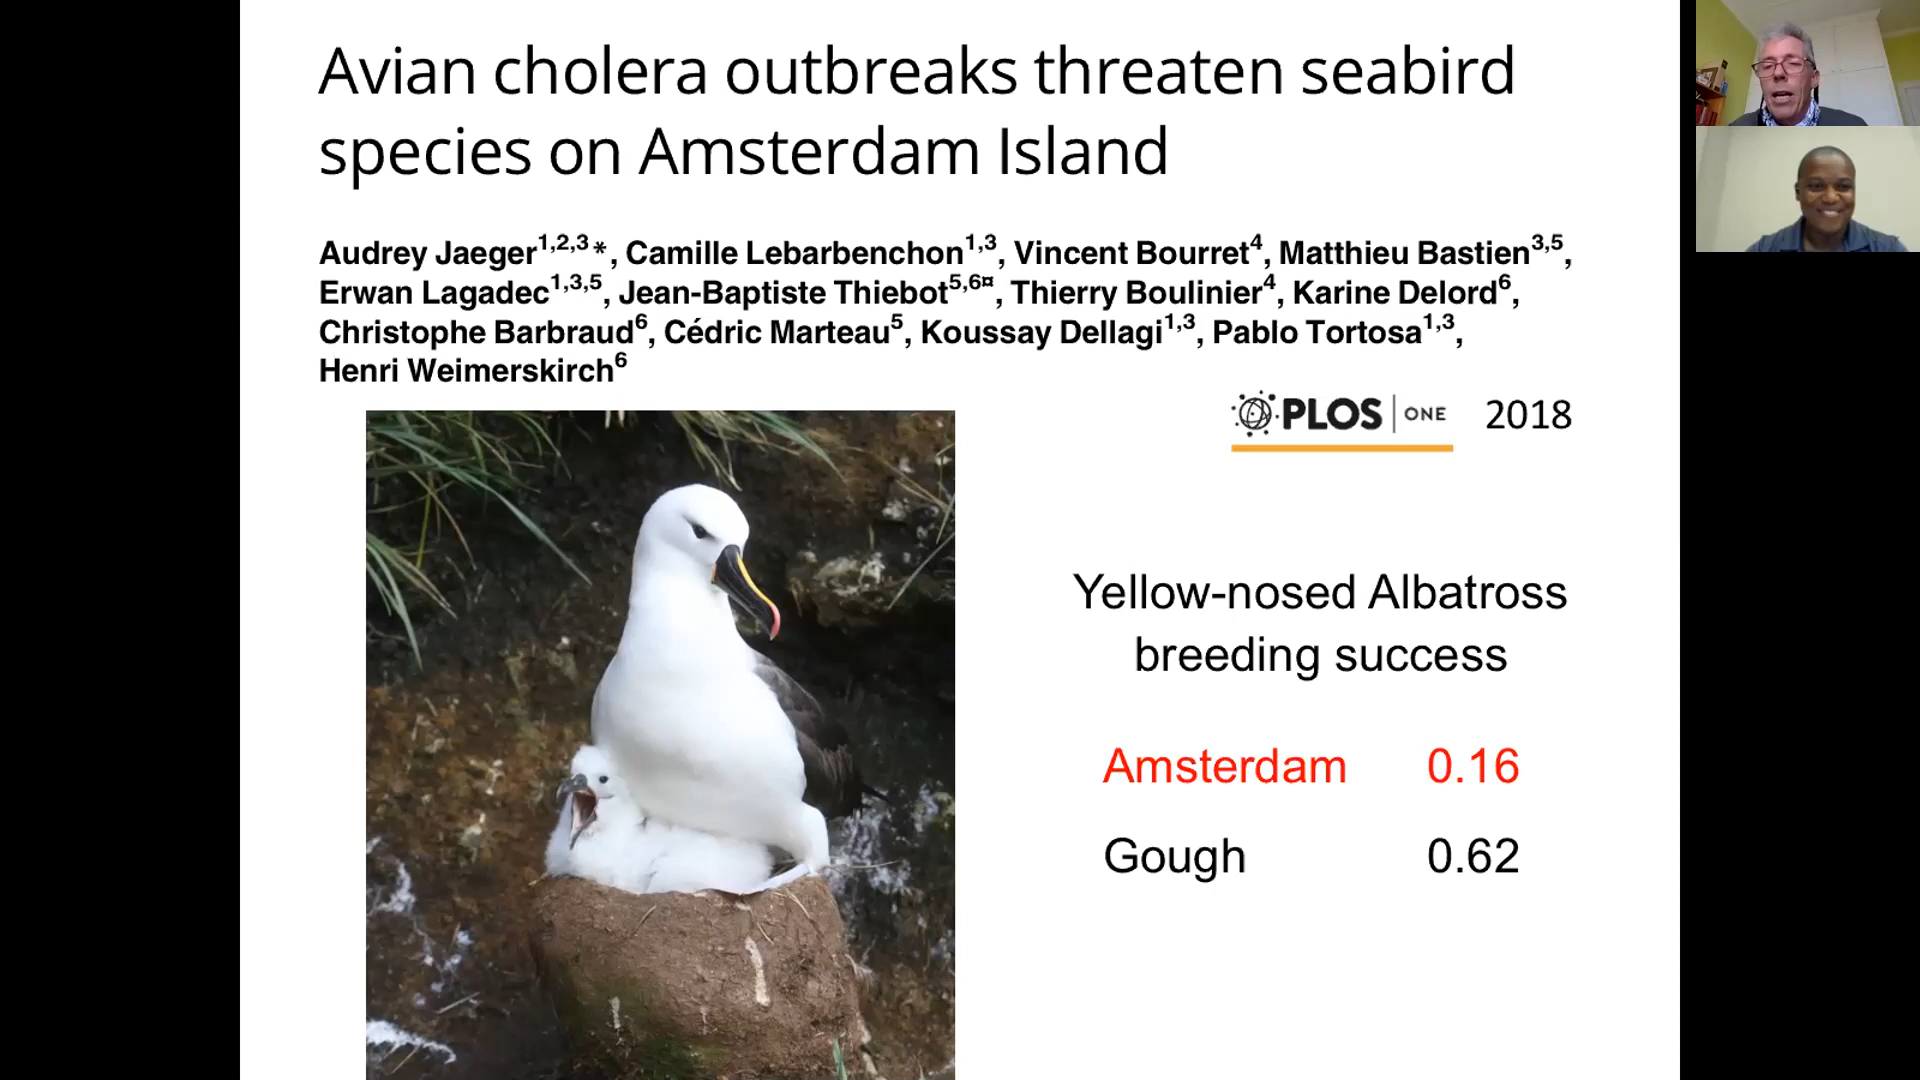 Avian cholera outbreaks threaten seabird
species on Amsterdam Island
Audrey Jaeger1,2,3*, Camille Lebarbenchon1,3, Vincent Bourret4, Matthieu Bastien3,5,
Erwan Lagadec1,3,5, Jean-Baptiste Thiebot5,6¤, Thierry Boulinier4, Karine Delord6,
Christophe Barbraud6, Cédric Marteau5, Koussay Dellagi1,3, Pablo Tortosa1,3,
Henri Weimerskirch6
PLOS ONE 2018
Yellow-nosed Albatross
breeding success
Amsterdam 0.16
Gough 0.62